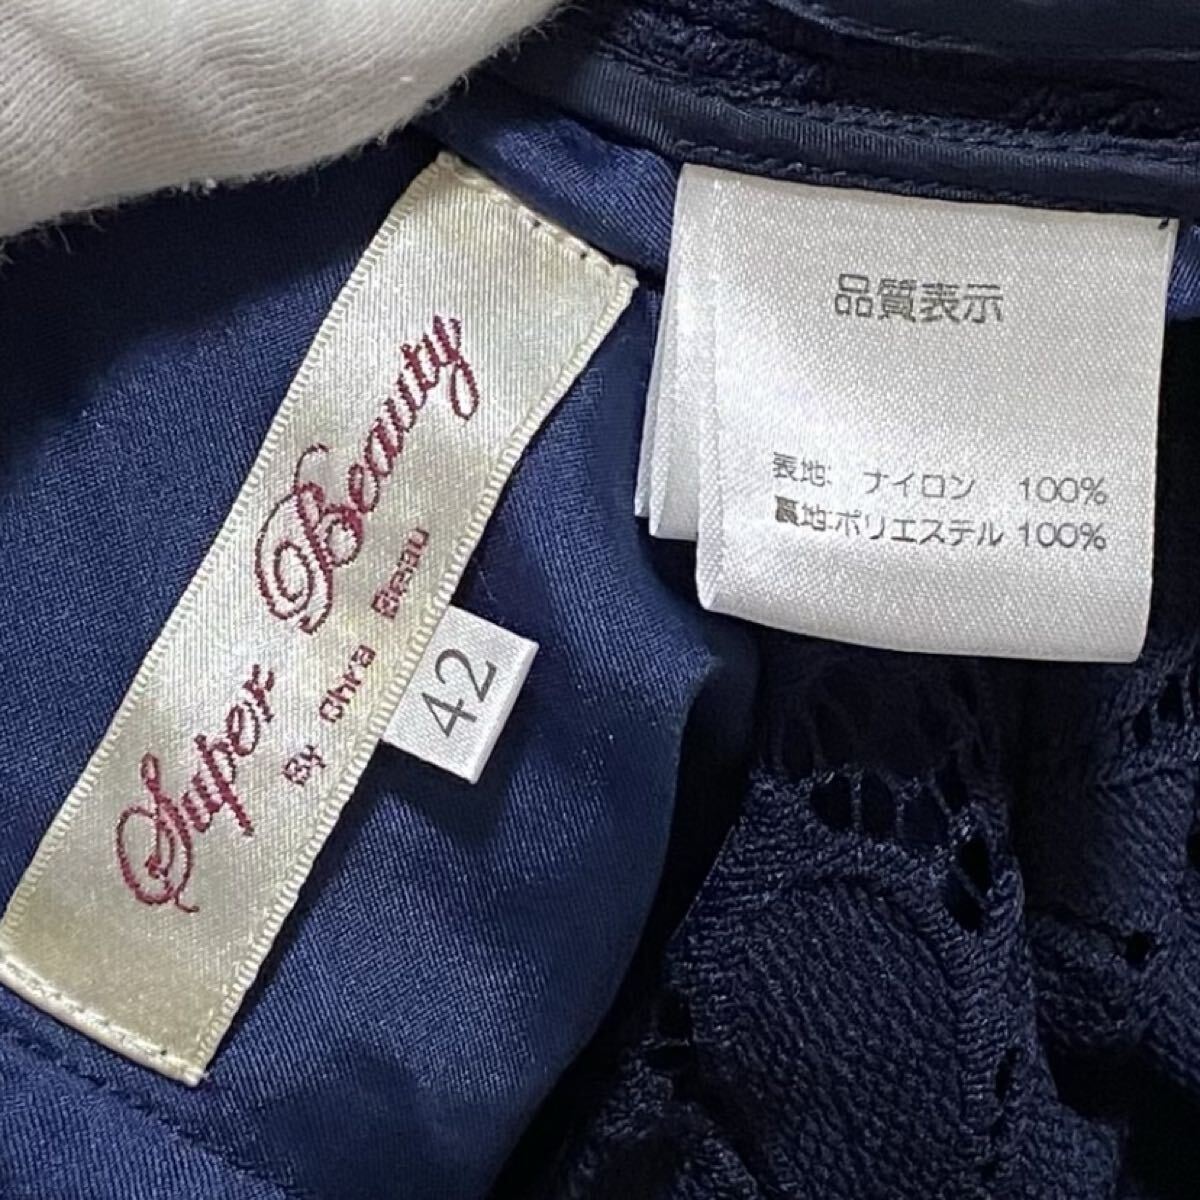 Super Beauty
By Chra Beau
42
品質表示
表地: ナイロン 100%
裏地:ポリエステル 100%